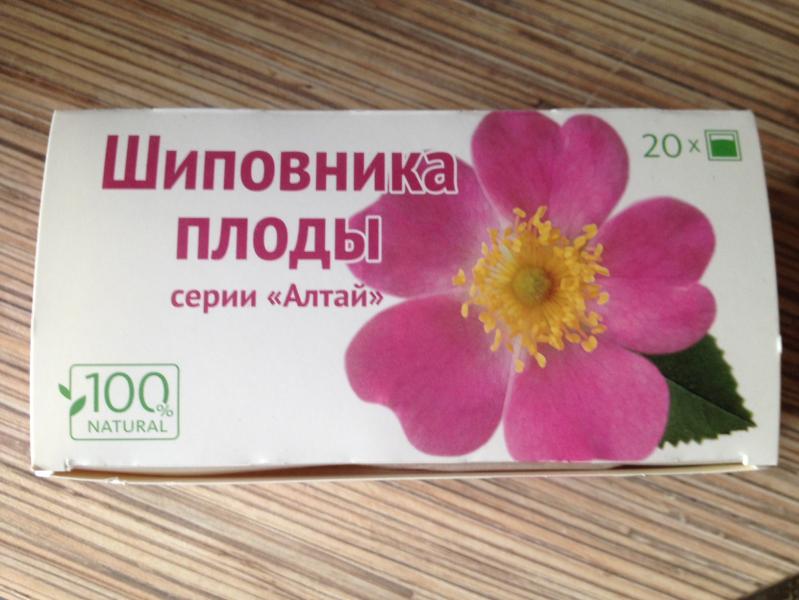 Шиповника
плоды
серии «Алтай»
20 x
100%
NATURAL